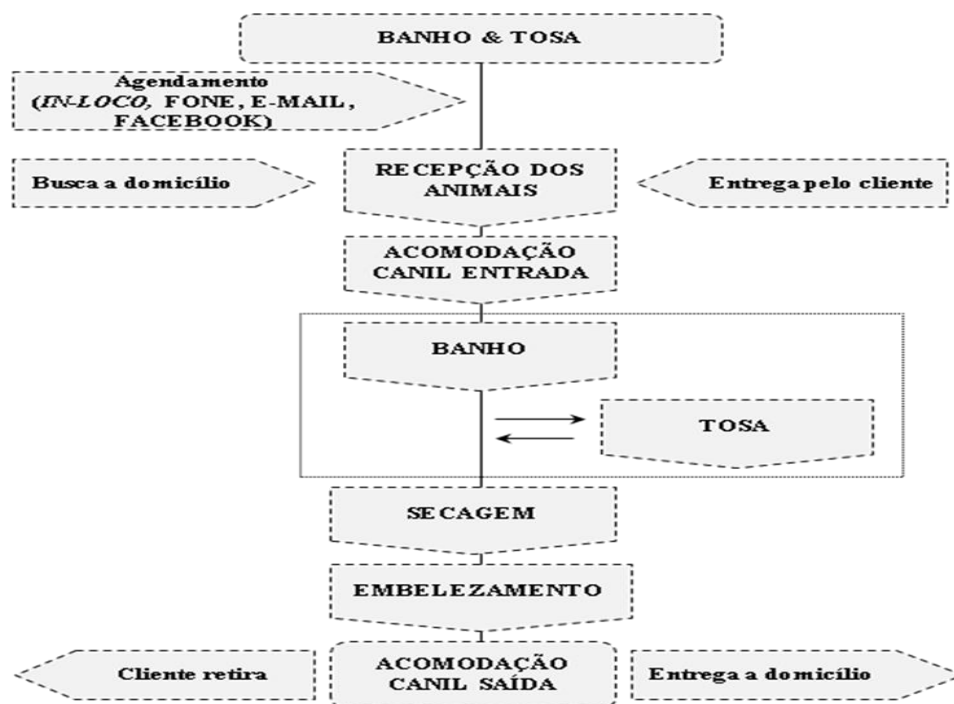 BANHO & TOSA
Agendamento
(IN-LOCO, FONE, E-MAIL,
FACEBOOK)
Busca a domicílio
RECEPÇÃO DOS
ANIMAIS
Entrega pelo cliente
ACOMODAÇÃO
CANIL ENTRADA
BANHO
TOSA
SECAGEM
EMBELEZAMENTO
Cliente retira
ACOMODAÇÃO
CANIL SAÍDA
Entrega a domicílio